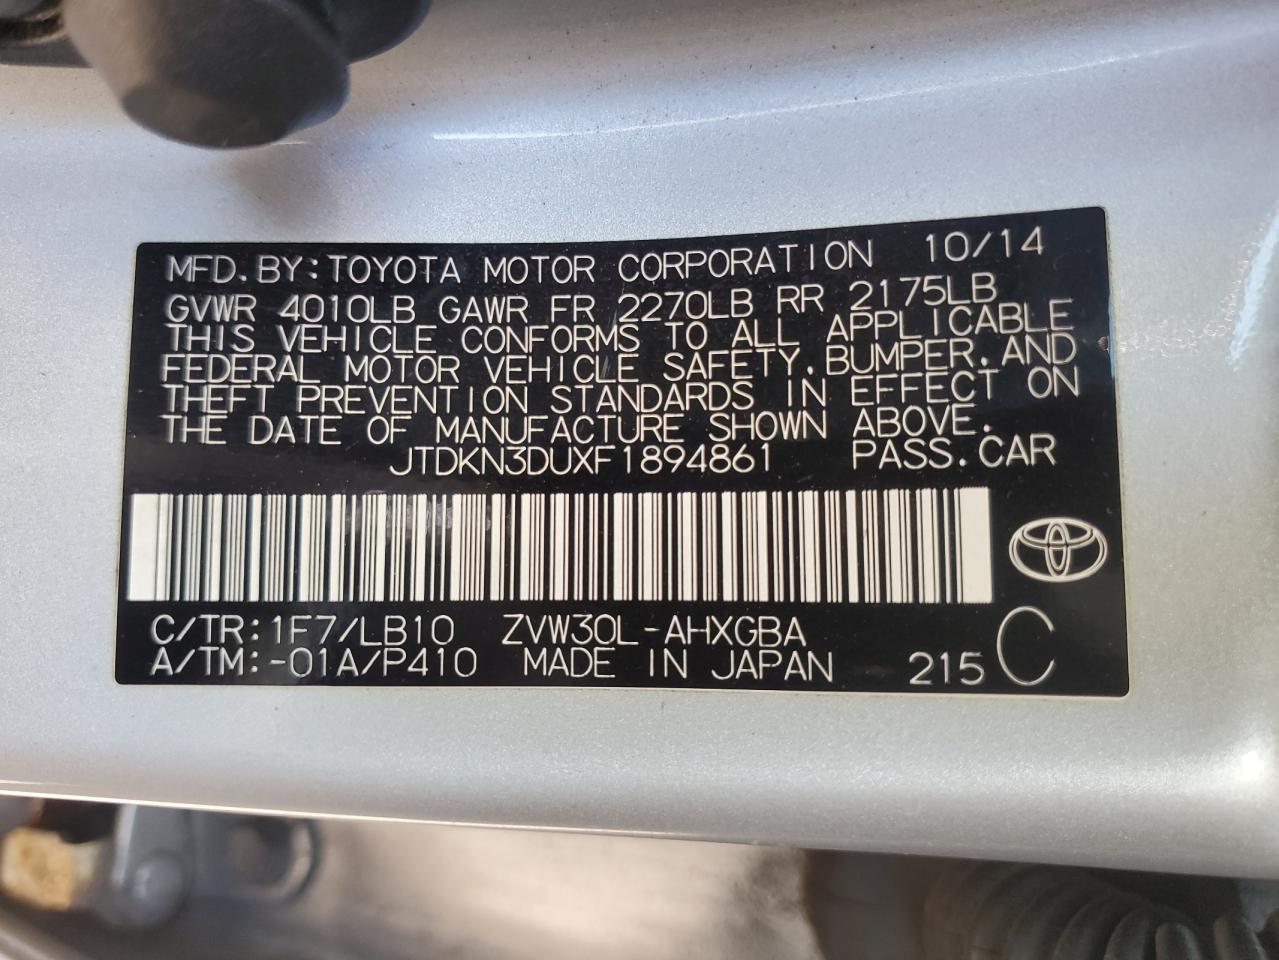 MFD.BY:TOYOTA MOTOR CORPORATION 10/14
GVWR 4010LB GAWR FR 2270LB RR 2175LB
THIS VEHICLE CONFORMS TO ALL APPLICABLE
FEDERAL MOTOR VEHICLE SAFETY,BUMPER,AND
THEFT PREVENTION STANDARDS IN EFFECT ON
THE DATE OF MANUFACTURE SHOWN ABOVE.
JTDKN3DUXF1894861 PASS.CAR
C/TR:1F7/LB10 ZVW30L-AHXGBA
A/TM:-01A/P410 MADE IN JAPAN 215 C